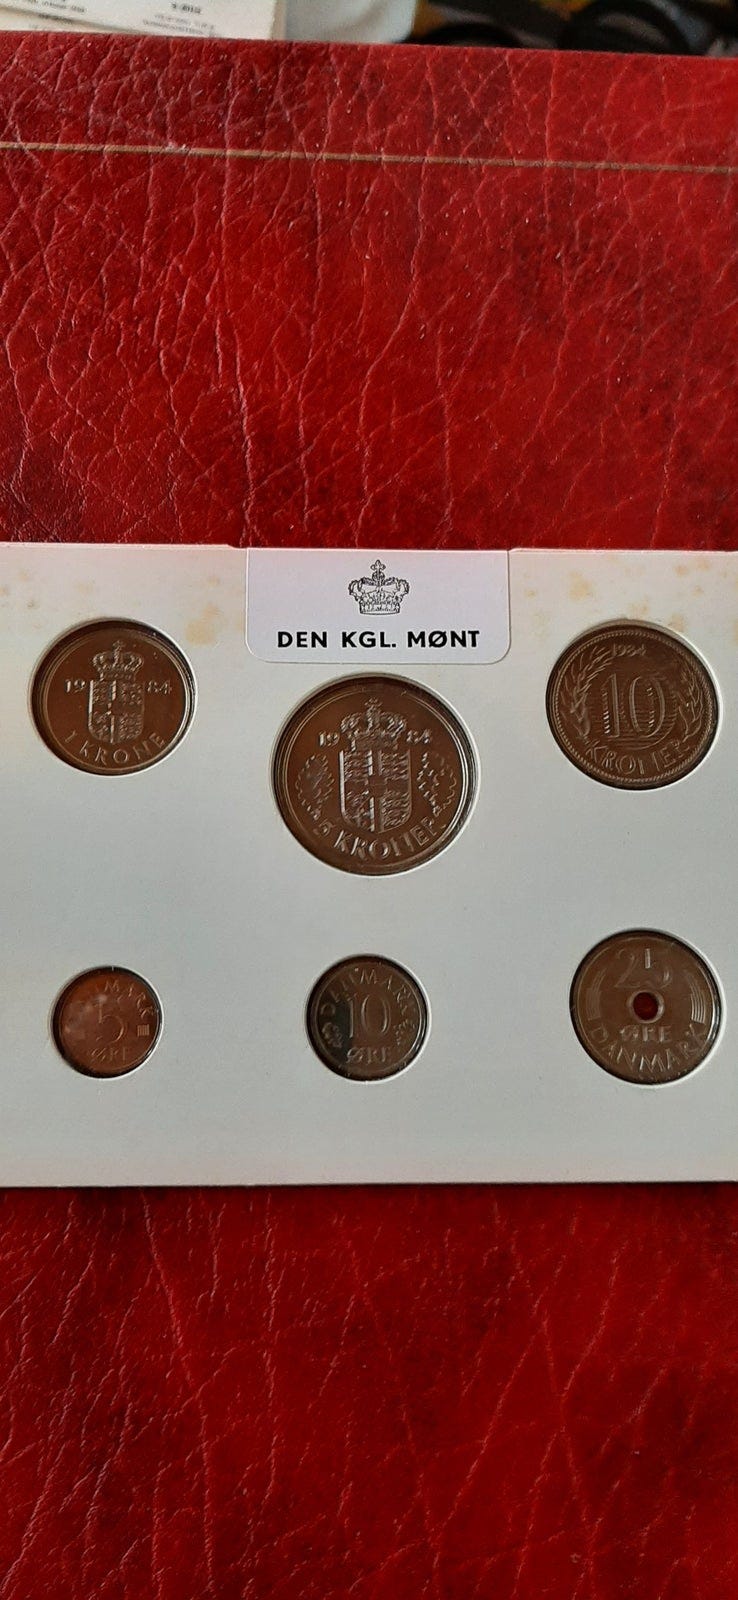 DEN KGL. MØNT
19 84
1 KRONE
19 84
5 KRONER
1984
10
KRONER
MARK
5
ØRE
DANMARK
10
ØRE
25
ØRE
DANMARK